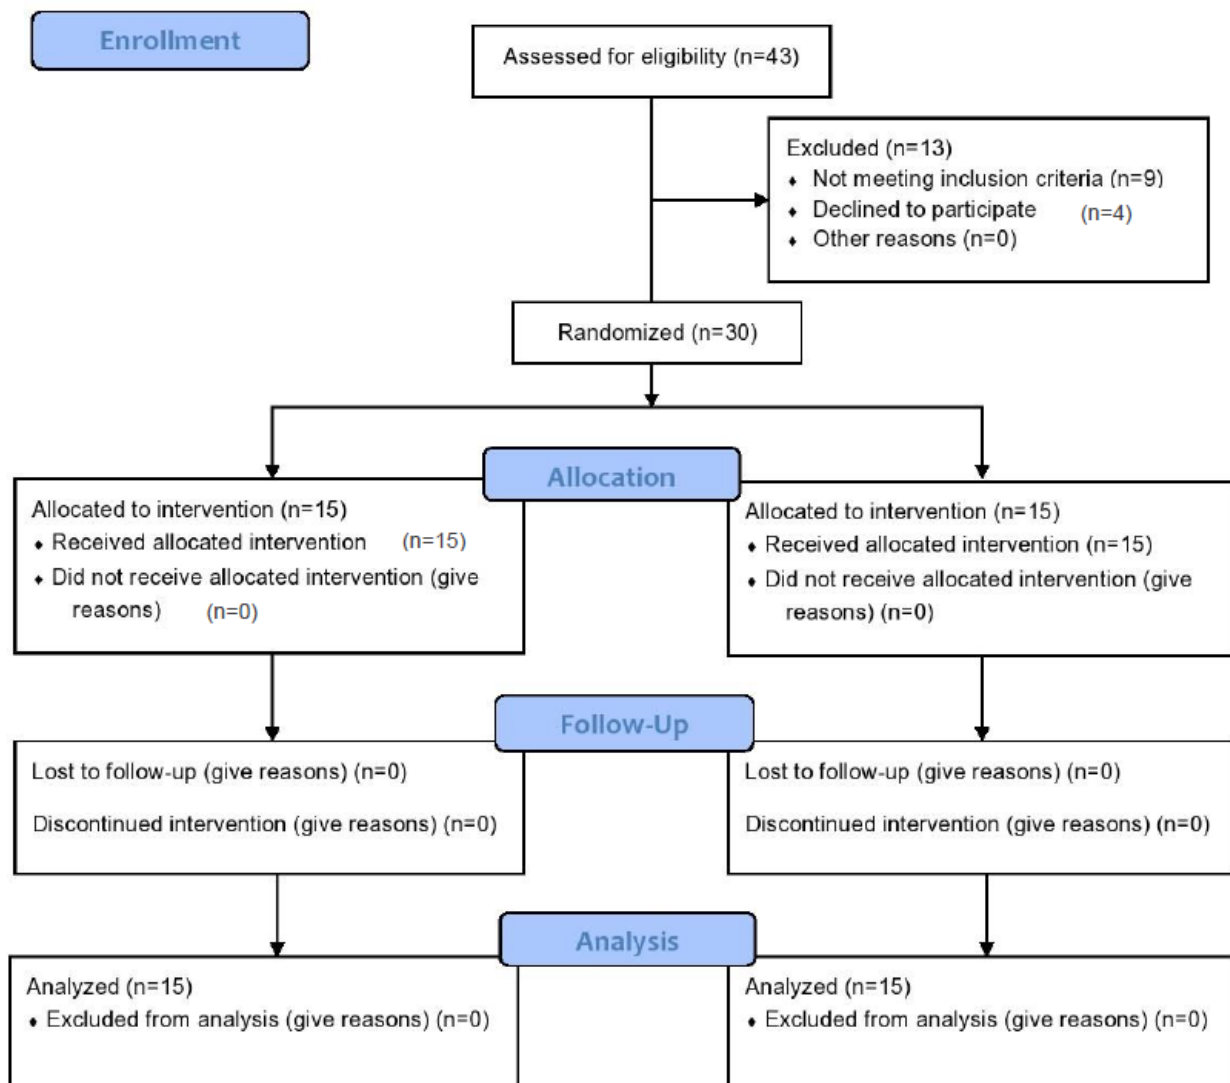 Enrollment
Assessed for eligibility (n=43)
Excluded (n=13)
♦ Not meeting inclusion criteria (n=9)
♦ Declined to participate (n=4)
♦ Other reasons (n=0)
Randomized (n=30)
Allocation
Allocated to intervention (n=15)
♦ Received allocated intervention (n=15)
♦ Did not receive allocated intervention (give
reasons) (n=0)
Allocated to intervention (n=15)
♦ Received allocated intervention (n=15)
♦ Did not receive allocated intervention (give
reasons) (n=0)
Follow-Up
Lost to follow-up (give reasons) (n=0)
Discontinued intervention (give reasons) (n=0)
Lost to follow-up (give reasons) (n=0)
Discontinued intervention (give reasons) (n=0)
Analysis
Analyzed (n=15)
♦ Excluded from analysis (give reasons) (n=0)
Analyzed (n=15)
♦ Excluded from analysis (give reasons) (n=0)